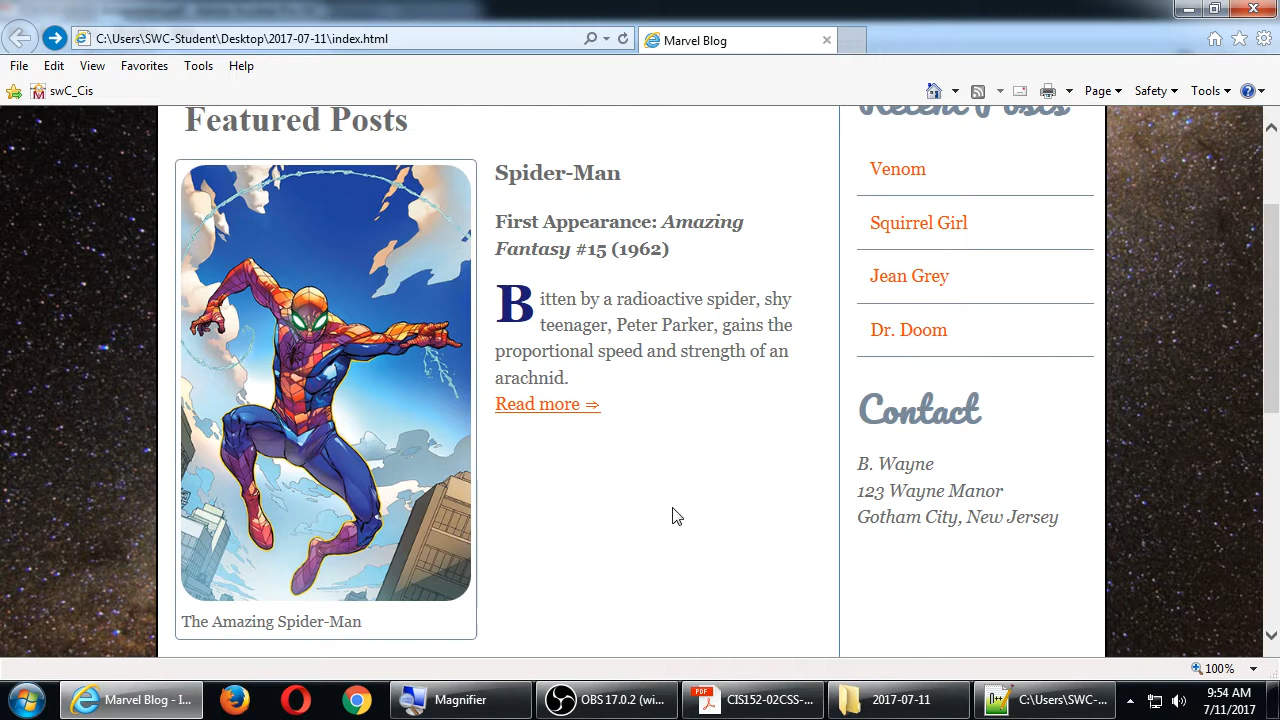 C:\Users\SWC-Student\Desktop\2017-07-11\index.html
Marvel Blog
File Edit View Favorites Tools Help
swC_Cis
Page Safety Tools
Featured Posts
Spider-Man
First Appearance: Amazing
Fantasy #15 (1962)
Bitten by a radioactive spider, shy
teenager, Peter Parker, gains the
proportional speed and strength of an
arachnid.
Read more ⇒
The Amazing Spider-Man
Recent Posts
Venom
Squirrel Girl
Jean Grey
Dr. Doom
Contact
B. Wayne
123 Wayne Manor
Gotham City, New Jersey
100%
Marvel Blog - I...
Magnifier
OBS 17.0.2 (wi...
PDF
CIS152-02CSS-...
2017-07-11
C:\Users\SWC-...
9:54 AM
7/11/2017